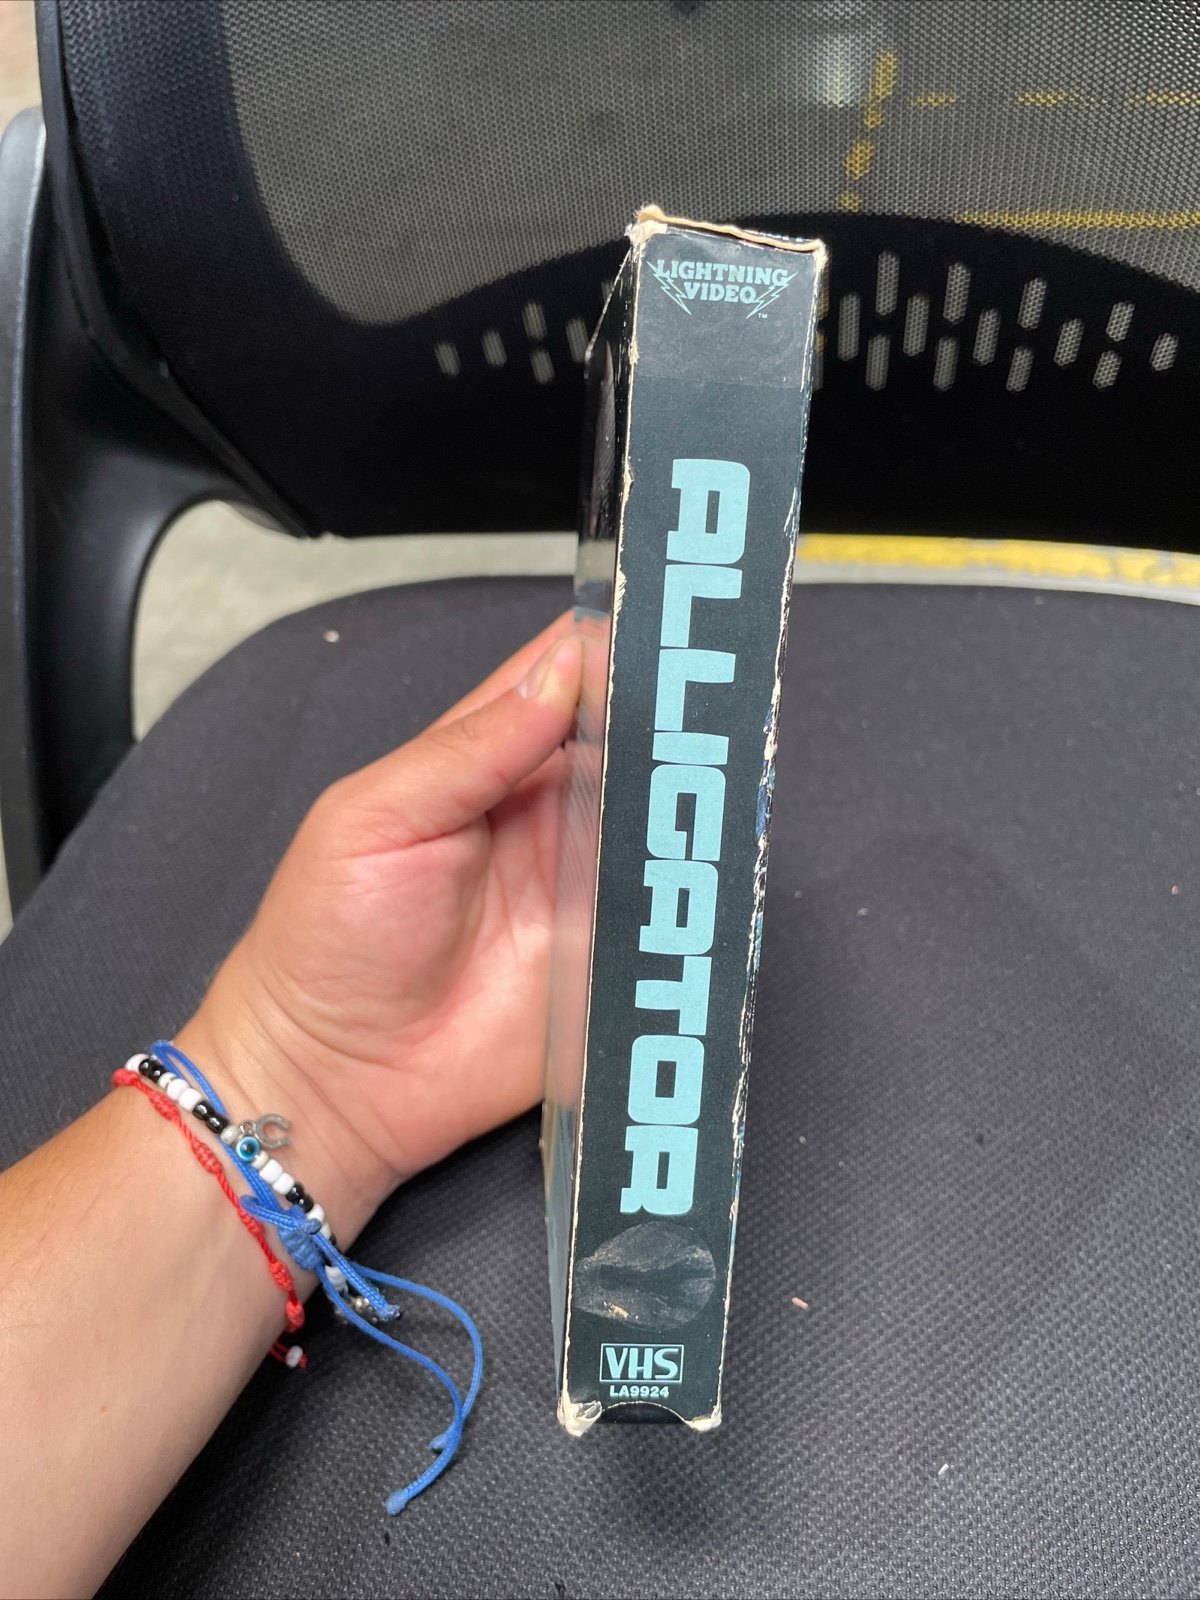 LIGHTNING
VIDEO
TM
ALLIGATOR
VHS
LA9924